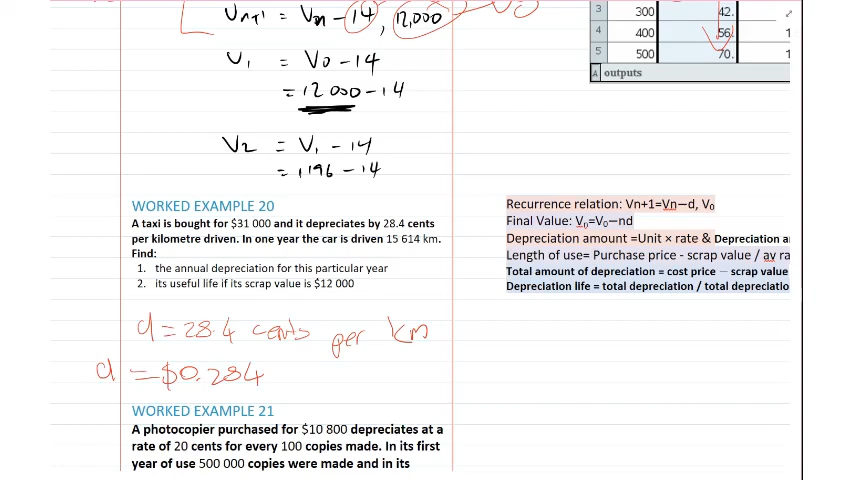 Vn+1 = Vn - 14, 12,000
V1 = V0 - 14
= 12 000 - 14
V2 = V1 - 14
= 1196 - 14
3 300 42.
4 400 56.
5 500 70.
A outputs
WORKED EXAMPLE 20
A taxi is bought for $31 000 and it depreciates by 28.4 cents
per kilometre driven. In one year the car is driven 15 614 km.
Find:
1. the annual depreciation for this particular year
2. its useful life if its scrap value is $12 000
Recurrence relation: Vn+1=Vn−d, V₀
Final Value: Vn=V₀−nd
Depreciation amount =Unit × rate & Depreciation
Length of use= Purchase price - scrap value / av
Total amount of depreciation = cost price − scrap value
Depreciation life = total depreciation / total depreciatio
d = 28.4 cents per km
d = $0.284
WORKED EXAMPLE 21
A photocopier purchased for $10 800 depreciates at a
rate of 20 cents for every 100 copies made. In its first
year of use 500 000 copies were made and in its